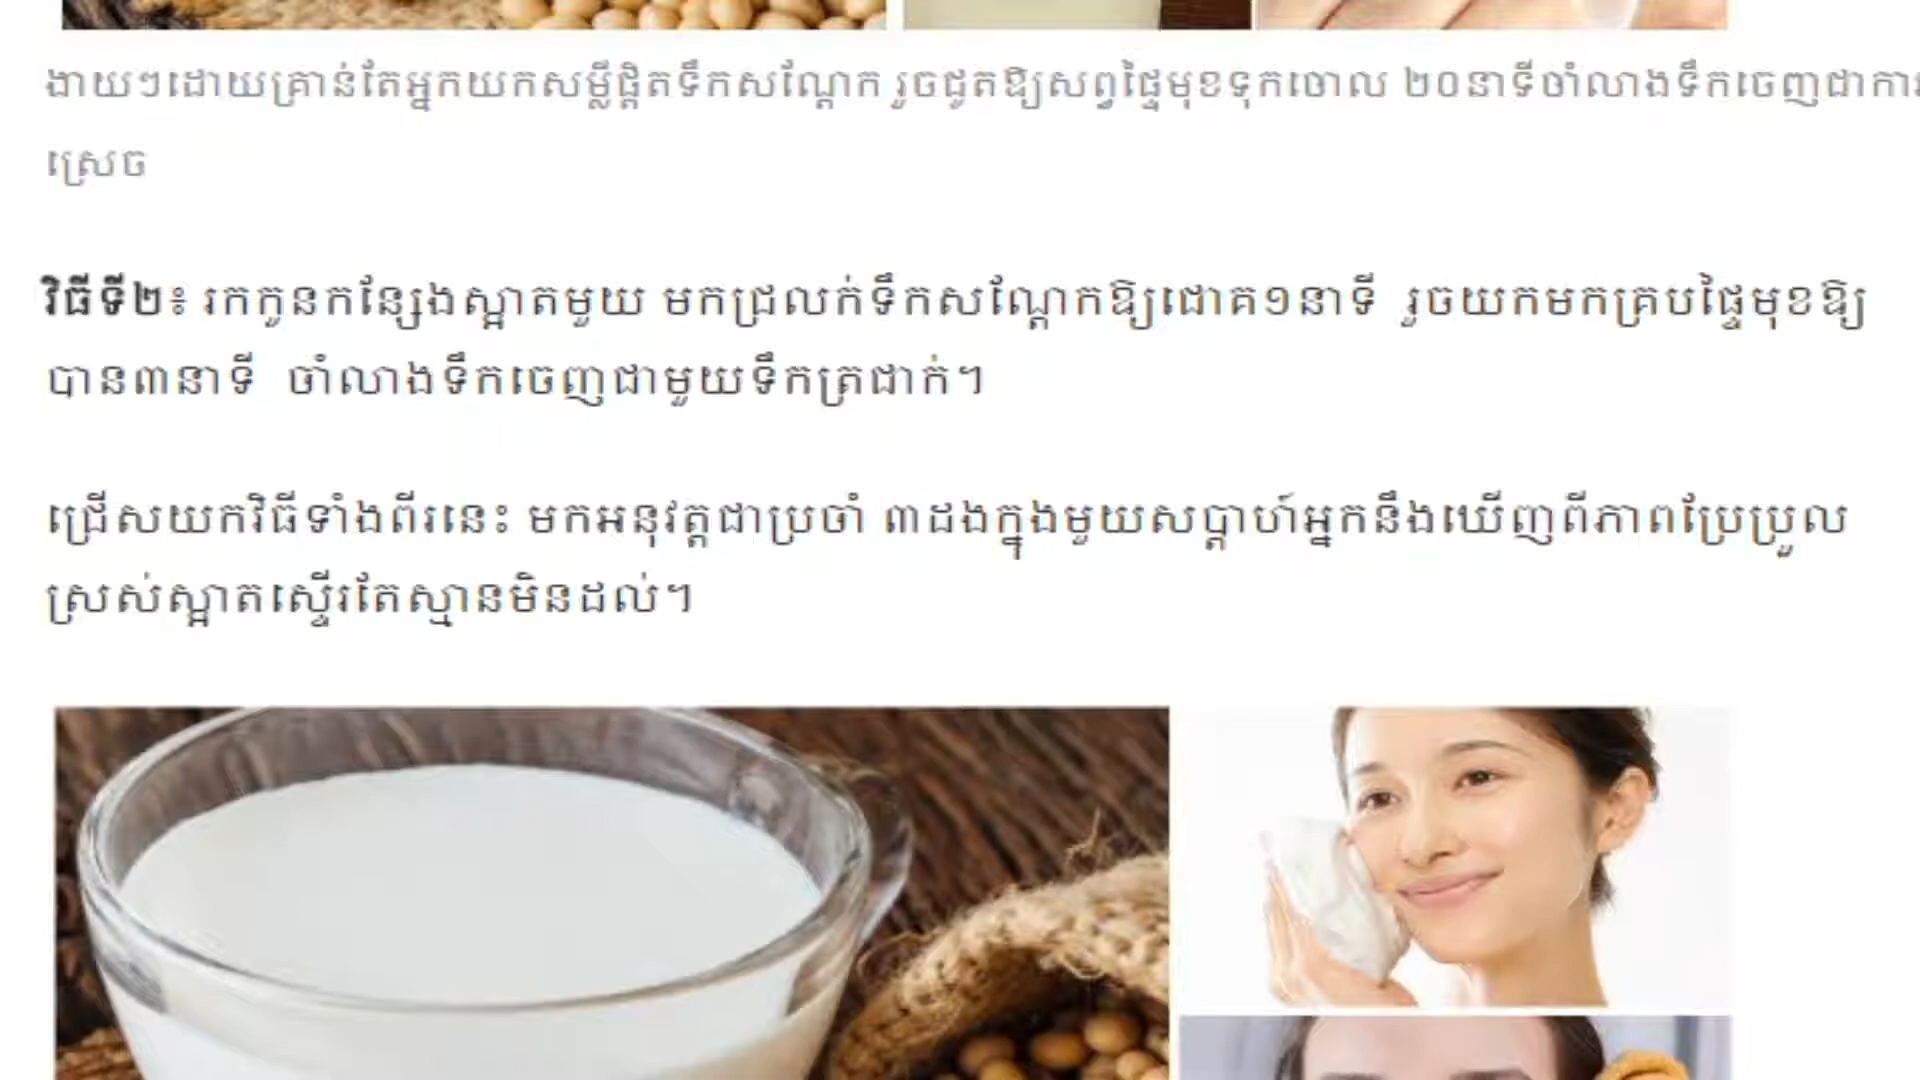 ងាយៗដោយគ្រាន់តែអ្នកយកសម្លីផ្តិតទឹកសណ្តែក រួចជូតឱ្យសព្វផ្ទៃមុខទុកចោល ២០នាទីចាំលាងទឹកចេញជាការ
ស្រេច
វិធីទី២៖ រកកូនកន្សែងស្អាតមួយ មកជ្រលក់ទឹកសណ្តែកឱ្យជោគ១នាទី រួចយកមកគ្របផ្ទៃមុខឱ្យ
បាន៣នាទី ចាំលាងទឹកចេញជាមួយទឹកត្រជាក់។
ជ្រើសយកវិធីទាំងពីរនេះ មកអនុវត្តជាប្រចាំ ៣ដងក្នុងមួយសប្តាហ៍អ្នកនឹងឃើញពីភាពប្រែប្រួល
ស្រស់ស្អាតស្ទើរតែស្មានមិនដល់។